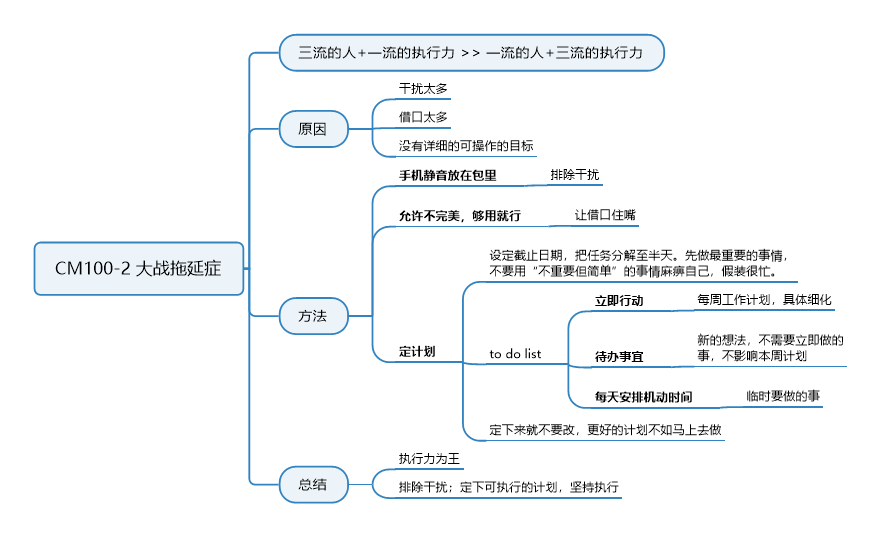 三流的人+一流的执行力 >> 一流的人+三流的执行力
干扰太多
借口太多
原因
没有详细的可操作的目标
手机静音放在包里
排除干扰
允许不完美，够用就行
让借口住嘴
CM100-2 大战拖延症
设定截止日期，把任务分解至半天。先做最重要的事情，
不要用“不重要但简单”的事情麻痹自己，假装很忙。
方法
立即行动
每周工作计划，具体细化
定计划
to do list
待办事宜
新的想法，不需要立即做的
事，不影响本周计划
每天安排机动时间
临时要做的事
定下来就不要改，更好的计划不如马上去做
总结
执行力为王
排除干扰；定下可执行的计划，坚持执行